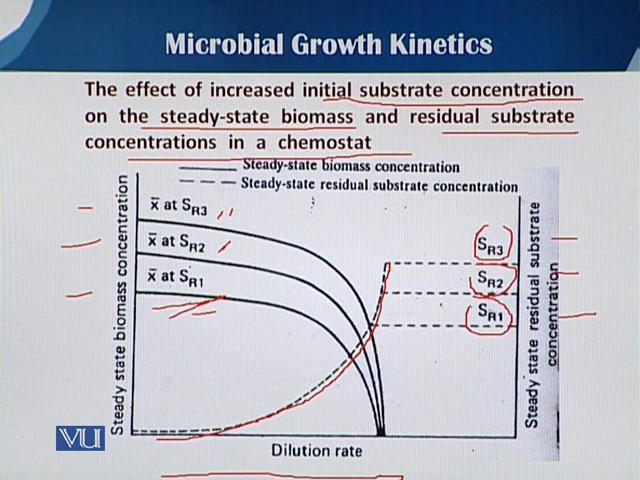 Microbial Growth Kinetics
The effect of increased initial substrate concentration
on the steady-state biomass and residual substrate
concentrations in a chemostat
Steady-state biomass concentration
Steady-state residual substrate concentration
x̄ at SR3
x̄ at SR2
x̄ at SR1
SR3
SR2
SR1
Steady state biomass concentration
Steady state residual substrate
concentration
Dilution rate
VU